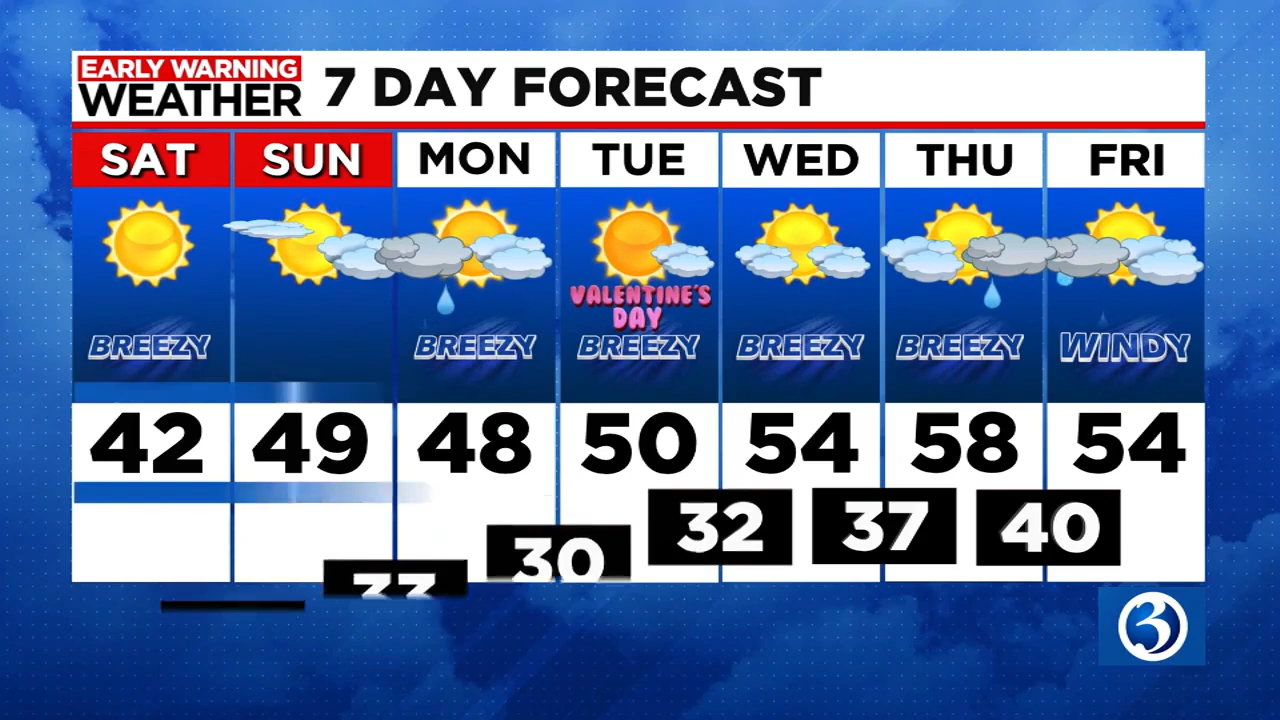 EARLY WARNING
WEATHER
7 DAY FORECAST
SAT SUN MON TUE WED THU FRI
VALENTINE'S
DAY
BREEZY BREEZY BREEZY BREEZY BREEZY WINDY
42 49 48 50 54 58 54
30 32 37 40
3